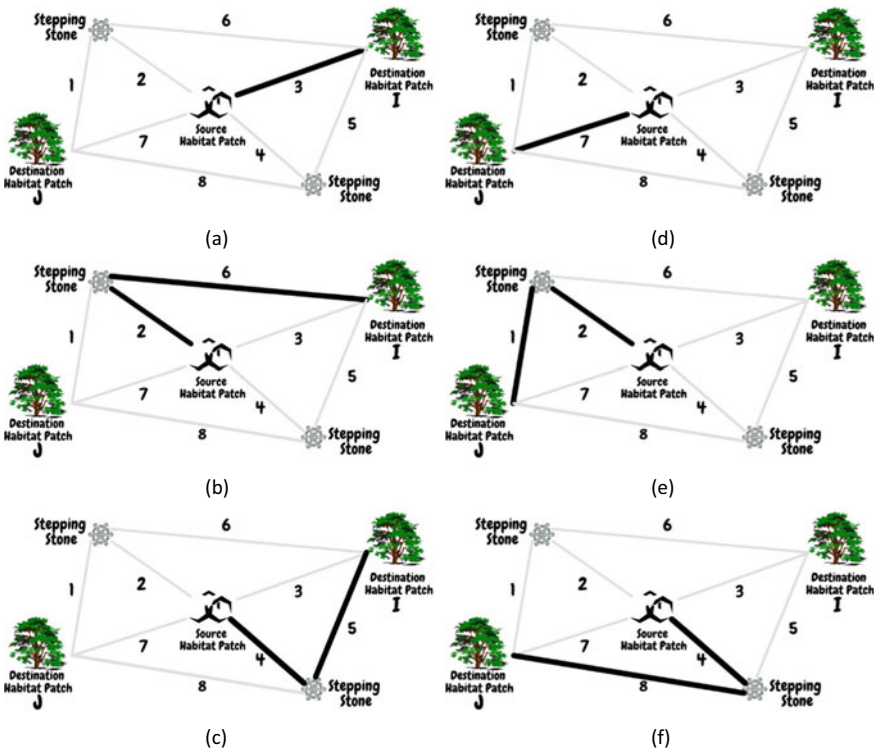 Stepping
Stone
6
1
2
3
Destination
Habitat Patch
I
Source
Habitat Patch
5
7
4
Destination
Habitat Patch
J
8
Stepping
Stone
(a)
Stepping
Stone
6
1
2
3
Destination
Habitat Patch
I
Source
Habitat Patch
5
7
4
Destination
Habitat Patch
J
8
Stepping
Stone
(d)
Stepping
Stone
6
1
2
3
Destination
Habitat Patch
I
Source
Habitat Patch
5
7
4
Destination
Habitat Patch
J
8
Stepping
Stone
(b)
Stepping
Stone
6
1
2
3
Destination
Habitat Patch
I
Source
Habitat Patch
5
7
4
Destination
Habitat Patch
J
8
Stepping
Stone
(e)
Stepping
Stone
6
1
2
3
Destination
Habitat Patch
I
Source
Habitat Patch
5
7
4
Destination
Habitat Patch
J
8
Stepping
Stone
(c)
Stepping
Stone
6
1
2
3
Destination
Habitat Patch
I
Source
Habitat Patch
5
7
4
Destination
Habitat Patch
J
8
Stepping
Stone
(f)